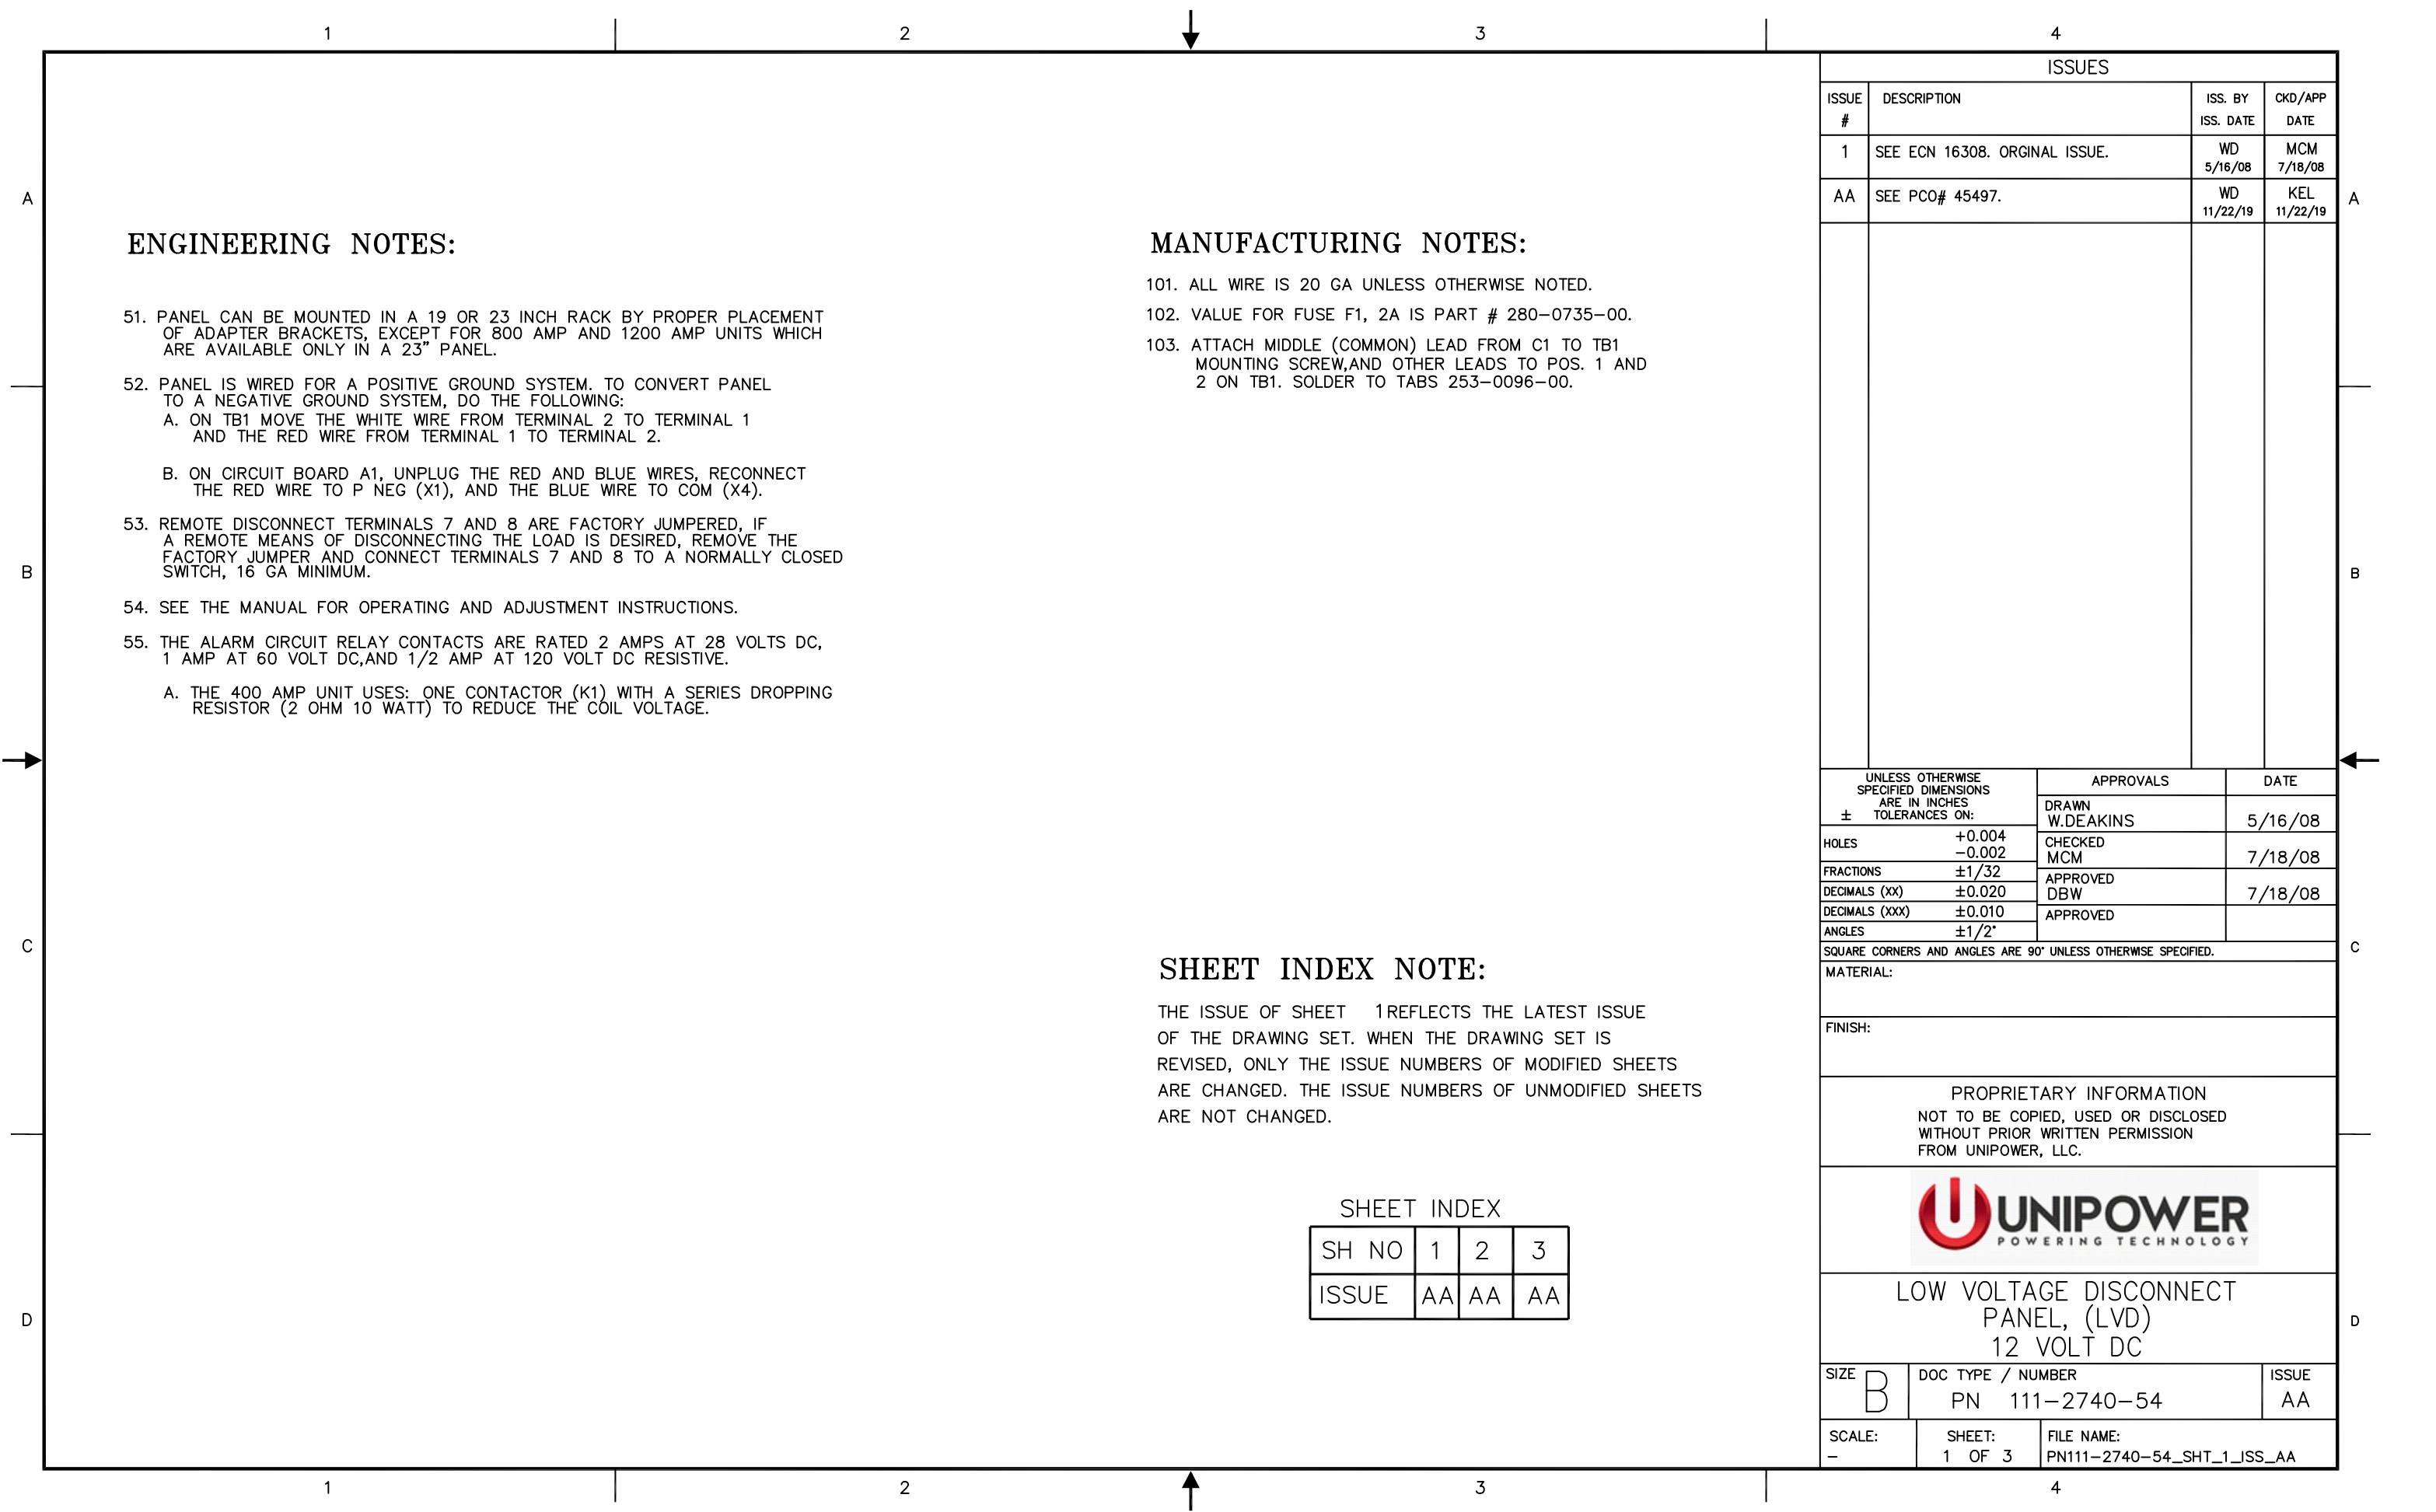 1 2 3 4
A
B
C
D
ENGINEERING NOTES:
51. PANEL CAN BE MOUNTED IN A 19 OR 23 INCH RACK BY PROPER PLACEMENT
OF ADAPTER BRACKETS, EXCEPT FOR 800 AMP AND 1200 AMP UNITS WHICH
ARE AVAILABLE ONLY IN A 23" PANEL.
52. PANEL IS WIRED FOR A POSITIVE GROUND SYSTEM. TO CONVERT PANEL
TO A NEGATIVE GROUND SYSTEM, DO THE FOLLOWING:
A. ON TB1 MOVE THE WHITE WIRE FROM TERMINAL 2 TO TERMINAL 1
AND THE RED WIRE FROM TERMINAL 1 TO TERMINAL 2.
B. ON CIRCUIT BOARD A1, UNPLUG THE RED AND BLUE WIRES, RECONNECT
THE RED WIRE TO P NEG (X1), AND THE BLUE WIRE TO COM (X4).
53. REMOTE DISCONNECT TERMINALS 7 AND 8 ARE FACTORY JUMPERED, IF
A REMOTE MEANS OF DISCONNECTING THE LOAD IS DESIRED, REMOVE THE
FACTORY JUMPER AND CONNECT TERMINALS 7 AND 8 TO A NORMALLY CLOSED
SWITCH, 16 GA MINIMUM.
54. SEE THE MANUAL FOR OPERATING AND ADJUSTMENT INSTRUCTIONS.
55. THE ALARM CIRCUIT RELAY CONTACTS ARE RATED 2 AMPS AT 28 VOLTS DC,
1 AMP AT 60 VOLT DC,AND 1/2 AMP AT 120 VOLT DC RESISTIVE.
A. THE 400 AMP UNIT USES: ONE CONTACTOR (K1) WITH A SERIES DROPPING
RESISTOR (2 OHM 10 WATT) TO REDUCE THE COIL VOLTAGE.
MANUFACTURING NOTES:
101. ALL WIRE IS 20 GA UNLESS OTHERWISE NOTED.
102. VALUE FOR FUSE F1, 2A IS PART # 280-0735-00.
103. ATTACH MIDDLE (COMMON) LEAD FROM C1 TO TB1
MOUNTING SCREW,AND OTHER LEADS TO POS. 1 AND
2 ON TB1. SOLDER TO TABS 253-0096-00.
SHEET INDEX NOTE:
THE ISSUE OF SHEET 1REFLECTS THE LATEST ISSUE
OF THE DRAWING SET. WHEN THE DRAWING SET IS
REVISED, ONLY THE ISSUE NUMBERS OF MODIFIED SHEETS
ARE CHANGED. THE ISSUE NUMBERS OF UNMODIFIED SHEETS
ARE NOT CHANGED.
SHEET INDEX
SH NO 1 2 3
ISSUE AA AA AA
ISSUES
ISSUE # DESCRIPTION ISS. BY ISS. DATE CKD/APP DATE
1 SEE ECN 16308. ORGINAL ISSUE. WD 5/16/08 MCM 7/18/08
AA SEE PCO# 45497. WD 11/22/19 KEL 11/22/19
UNLESS OTHERWISE
SPECIFIED DIMENSIONS
ARE IN INCHES
± TOLERANCES ON:
HOLES +0.004 -0.002
FRACTIONS ±1/32
DECIMALS (XX) ±0.020
DECIMALS (XXX) ±0.010
ANGLES ±1/2°
APPROVALS DATE
DRAWN
W.DEAKINS 5/16/08
CHECKED
MCM 7/18/08
APPROVED
DBW 7/18/08
APPROVED
SQUARE CORNERS AND ANGLES ARE 90° UNLESS OTHERWISE SPECIFIED.
MATERIAL:
FINISH:
PROPRIETARY INFORMATION
NOT TO BE COPIED, USED OR DISCLOSED
WITHOUT PRIOR WRITTEN PERMISSION
FROM UNIPOWER, LLC.
UNIPOWER
POWERING TECHNOLOGY
LOW VOLTAGE DISCONNECT
PANEL, (LVD)
12 VOLT DC
SIZE B
DOC TYPE / NUMBER
PN 111-2740-54
ISSUE
AA
SCALE:
-
SHEET:
1 OF 3
FILE NAME:
PN111-2740-54_SHT_1_ISS_AA
A
B
C
D
1 2 3 4